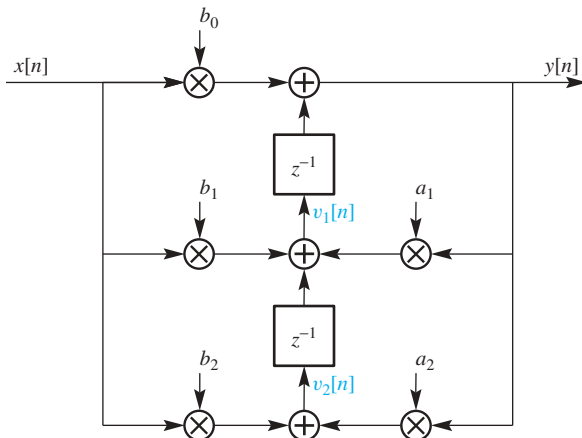 b₀
x[n] y[n]
z⁻¹
b₁ v₁[n] a₁
z⁻¹
b₂ v₂[n] a₂